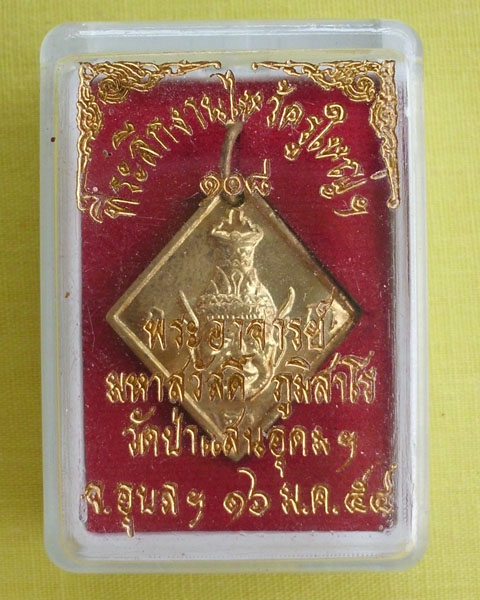 ที่ระลึกงานไหว้ครูใหญ่ฯ
๑๐๘
พระอาจารย์
มหาสวัสดิ์ ภูมิสาโร
วัดป่าแสนอุดมฯ
จ.อุบลฯ ๑๖ ม.ค. ๕๔